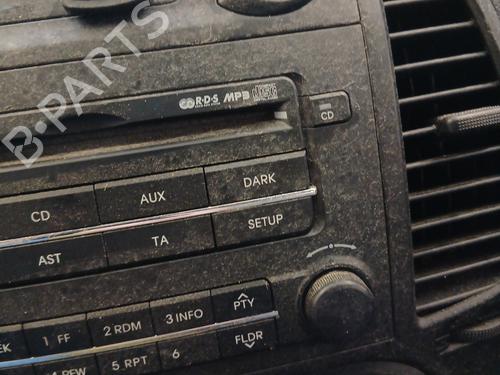 B-PARTS
R·D·S MP3
CD
CD AUX DARK
AST TA SETUP
1 FF 2 RDM 3 INFO PTY
5 RPT 6 FLDR